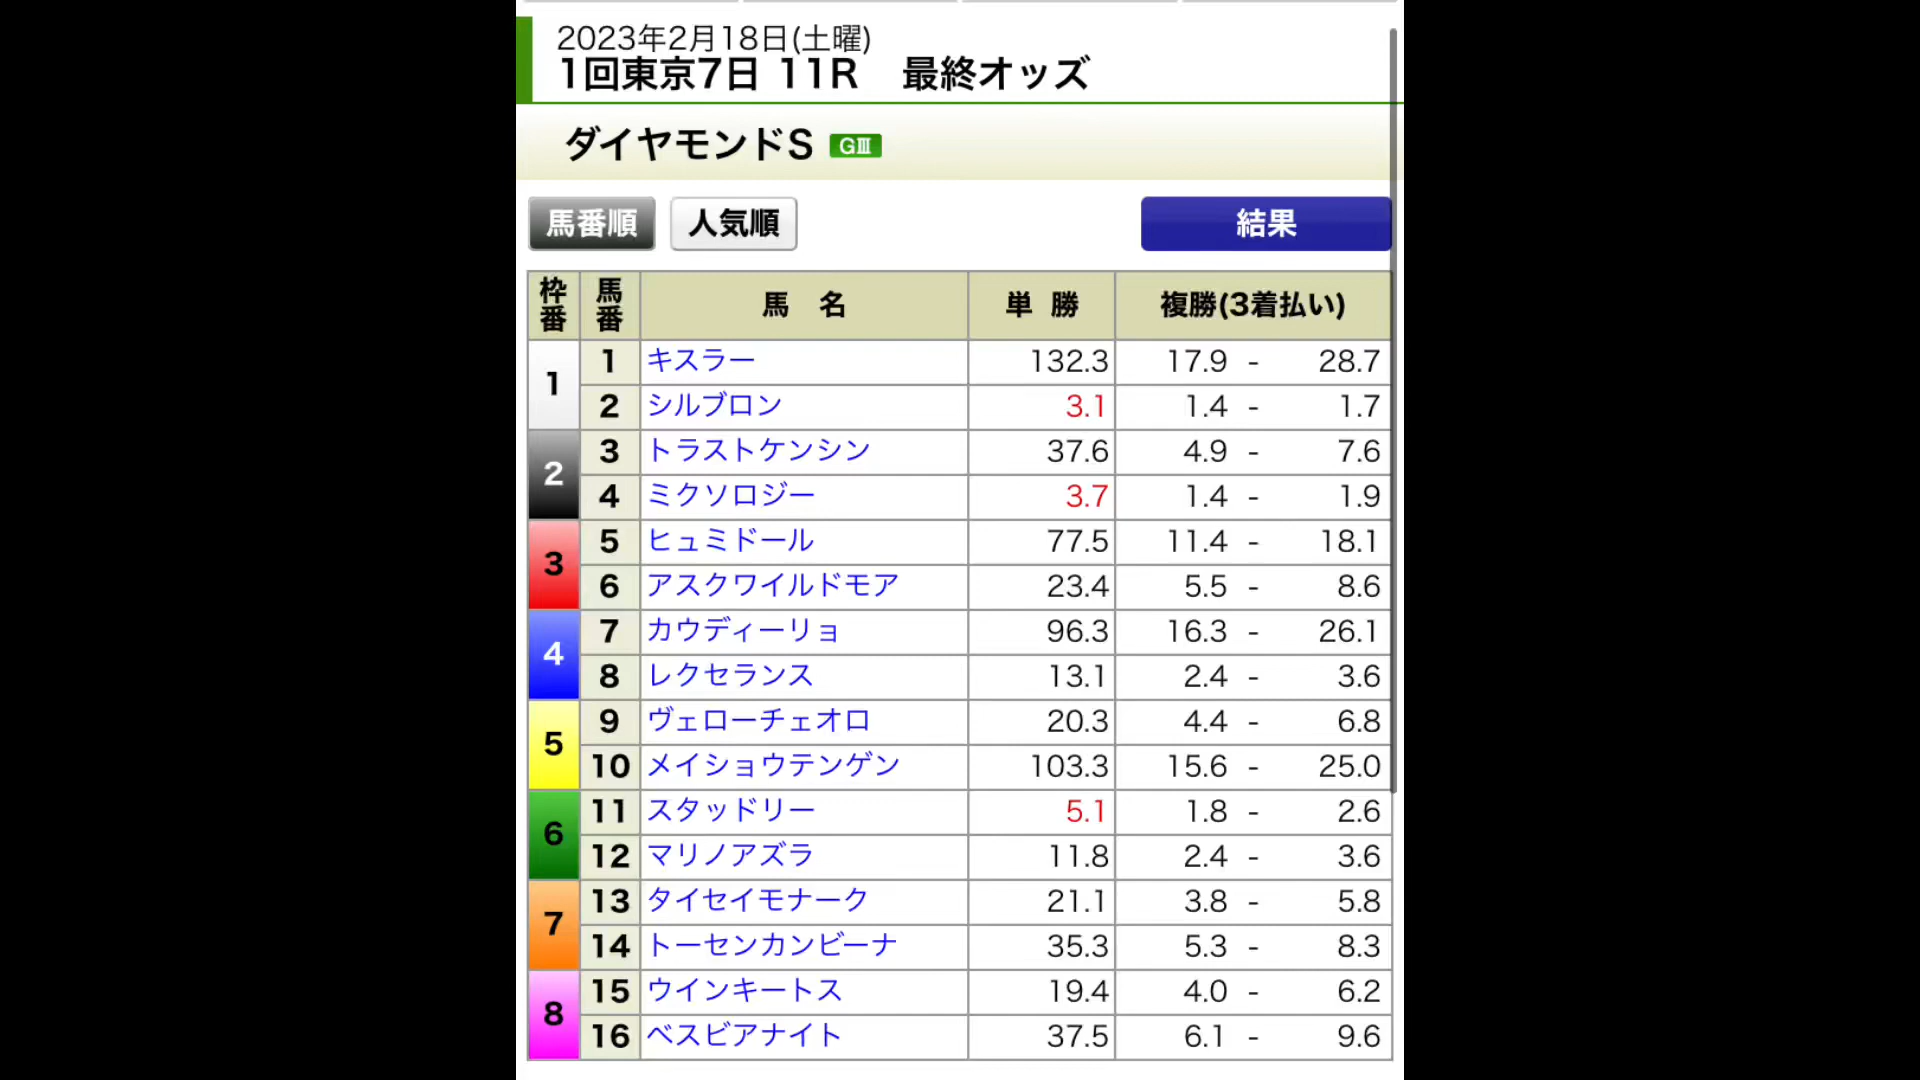 2023年2月18日(土曜)
1回東京7日 11R 最終オッズ
ダイヤモンドS GⅢ
馬番順 人気順 結果
枠番 馬番 馬 名 単 勝 複勝(3着払い)
1 1 キスラー 132.3 17.9 - 28.7
2 シルブロン 3.1 1.4 - 1.7
2 3 トラストケンシン 37.6 4.9 - 7.6
4 ミクソロジー 3.7 1.4 - 1.9
3 5 ヒュミドール 77.5 11.4 - 18.1
6 アスクワイルドモア 23.4 5.5 - 8.6
4 7 カウディーリョ 96.3 16.3 - 26.1
8 レクセランス 13.1 2.4 - 3.6
5 9 ヴェローチェオロ 20.3 4.4 - 6.8
10 メイショウテンゲン 103.3 15.6 - 25.0
6 11 スタッドリー 5.1 1.8 - 2.6
12 マリノアズラ 11.8 2.4 - 3.6
7 13 タイセイモナーク 21.1 3.8 - 5.8
14 トーセンカンビーナ 35.3 5.3 - 8.3
8 15 ウインキートス 19.4 4.0 - 6.2
16 ベスビアナイト 37.5 6.1 - 9.6